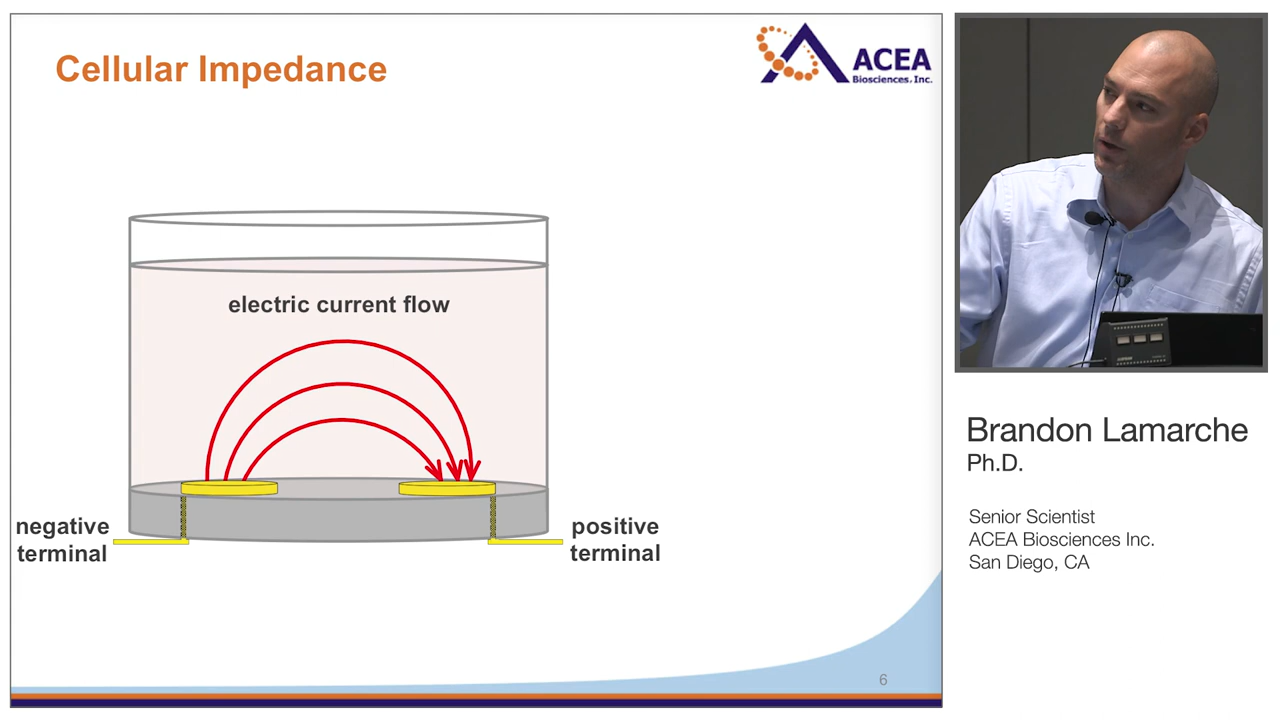 Cellular Impedance
ACEA
Biosciences, Inc.
electric current flow
negative
terminal
positive
terminal
6
Brandon Lamarche
Ph.D.
Senior Scientist
ACEA Biosciences Inc.
San Diego, CA